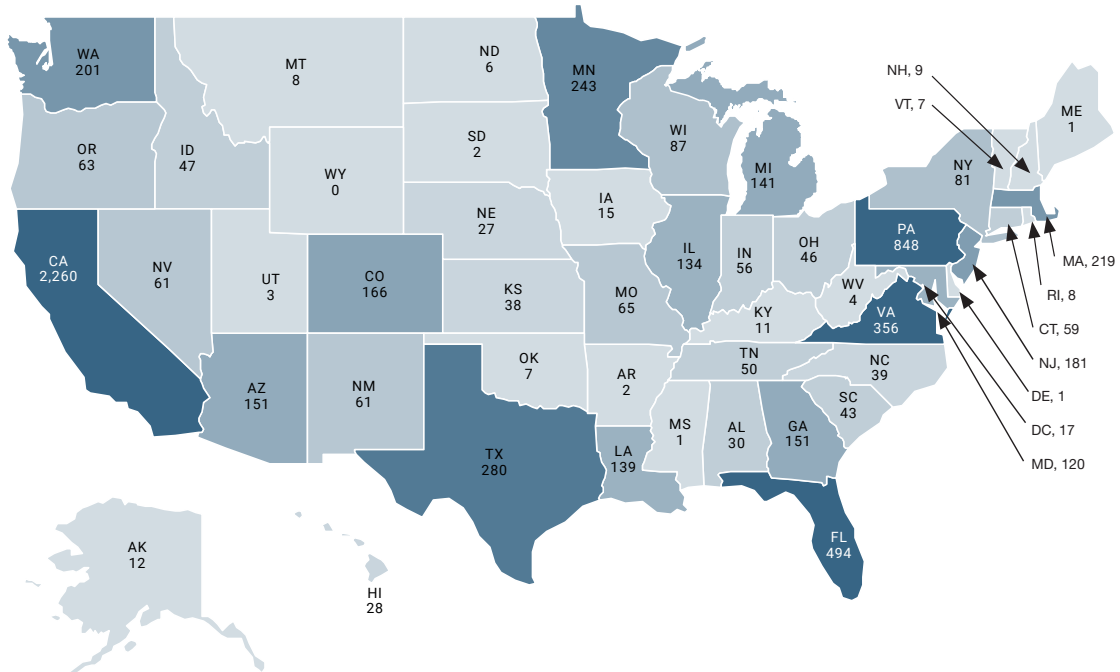 WA
201
OR
63
CA
2,260
ID
47
NV
61
MT
8
WY
0
UT
3
AZ
151
CO
166
NM
61
ND
6
SD
2
NE
27
KS
38
OK
7
TX
280
MN
243
IA
15
MO
65
AR
2
LA
139
WI
87
IL
134
MS
1
MI
141
IN
56
KY
11
TN
50
AL
30
OH
46
WV
4
GA
151
FL
494
SC
43
NC
39
VA
356
PA
848
NY
81
ME
1
NH, 9
VT, 7
MA, 219
RI, 8
CT, 59
NJ, 181
DE, 1
DC, 17
MD, 120
AK
12
HI
28